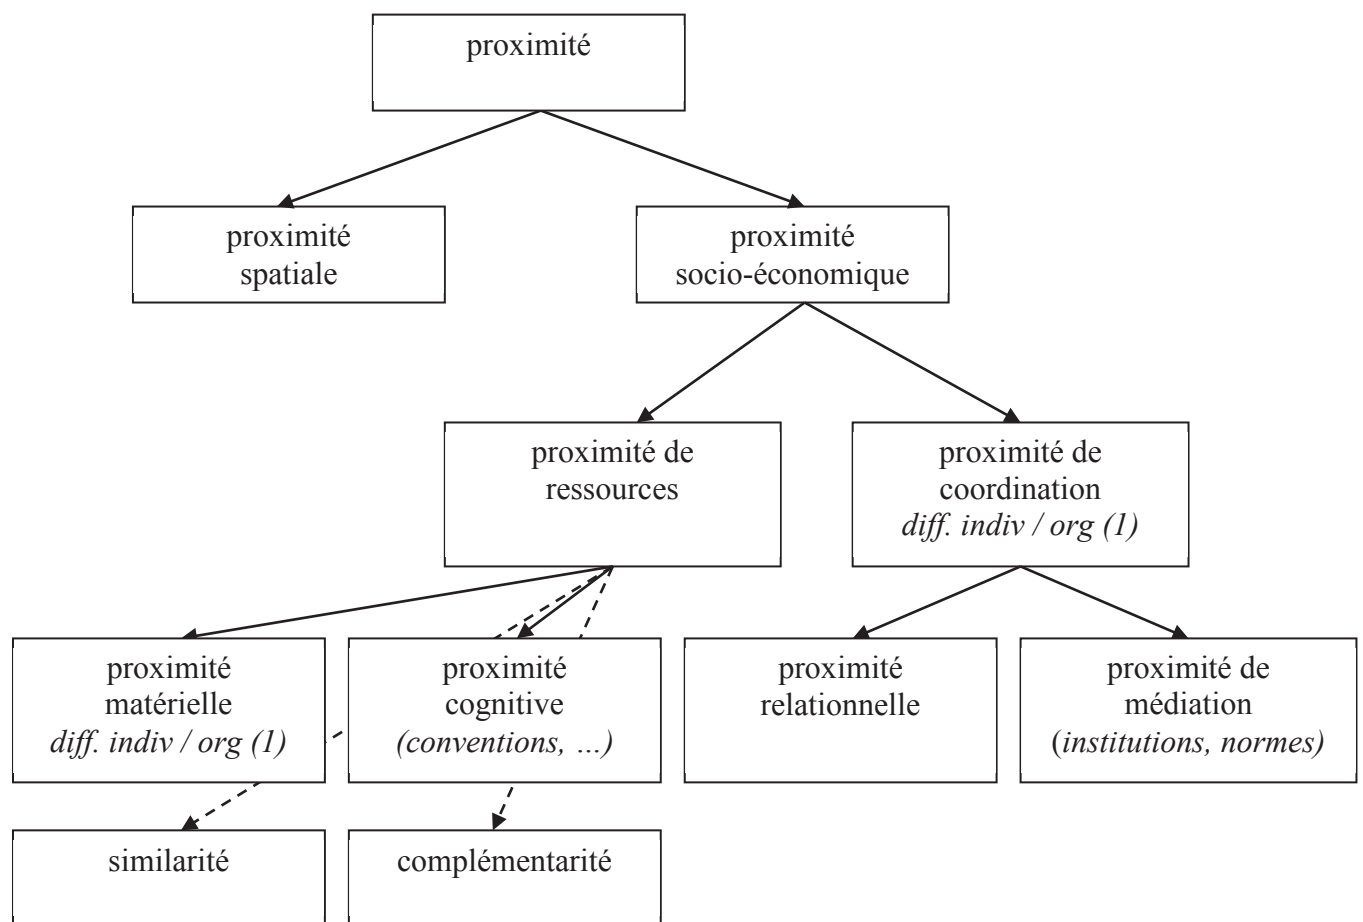 proximité
proximité
spatiale
proximité
socio-économique
proximité de
ressources
proximité de
coordination
diff. indiv / org (1)
proximité
matérielle
diff. indiv / org (1)
proximité
cognitive
(conventions, ...)
proximité
relationnelle
proximité de
médiation
(institutions, normes)
similarité
complémentarité